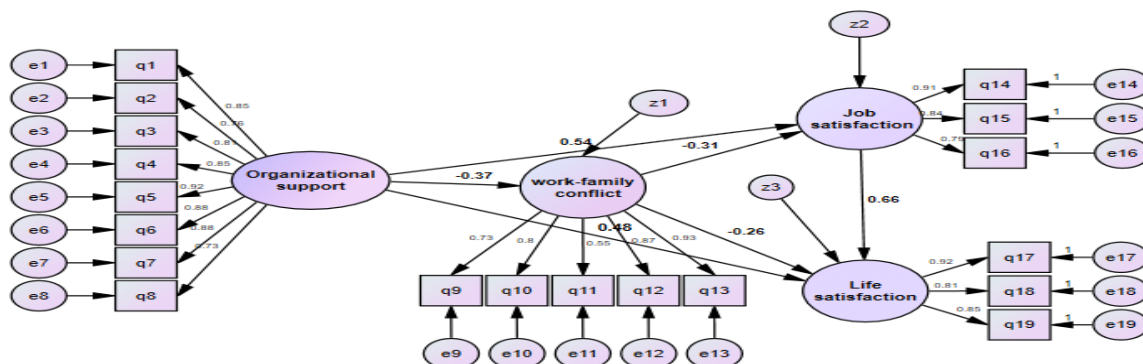 z2
e1 q1
e2 q2
e3 q3
e4 q4
e5 q5
e6 q6
e7 q7
e8 q8
0.85
0.76
0.81
0.85
0.92
0.88
0.88
0.73
Organizational
support
z1
0.54
-0.37
-0.31
work-family
conflict
z3
0.48
-0.26
0.66
0.73
0.8
0.55
0.87
0.93
q9 q10 q11 q12 q13
e9 e10 e11 e12 e13
Job
satisfaction
0.91 q14 1 e14
0.84 q15 1 e15
0.79 q16 1 e16
Life
satisfaction
0.92 q17 1 e17
0.81 q18 1 e18
0.85 q19 1 e19